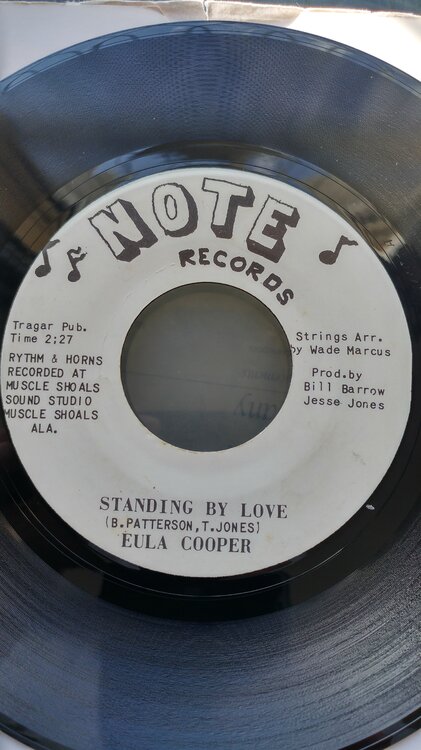 NOTE
RECORDS
Tragar Pub.
Time 2;27
RYTHM & HORNS
RECORDED AT
MUSCLE SHOALS
SOUND STUDIO
MUSCLE SHOALS
ALA.
Strings Arr.
by Wade Marcus
Prod.by
Bill Barrow
Jesse Jones
STANDING BY LOVE
(B.PATTERSON,T.JONES)
EULA COOPER